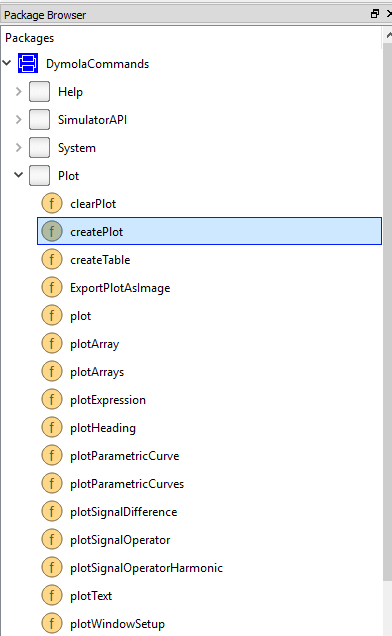 Package Browser
Packages
DymolaCommands
Help
SimulatorAPI
System
Plot
f clearPlot
f createPlot
f createTable
f ExportPlotAsImage
f plot
f plotArray
f plotArrays
f plotExpression
f plotHeading
f plotParametricCurve
f plotParametricCurves
f plotSignalDifference
f plotSignalOperator
f plotSignalOperatorHarmonic
f plotText
f plotWindowSetup